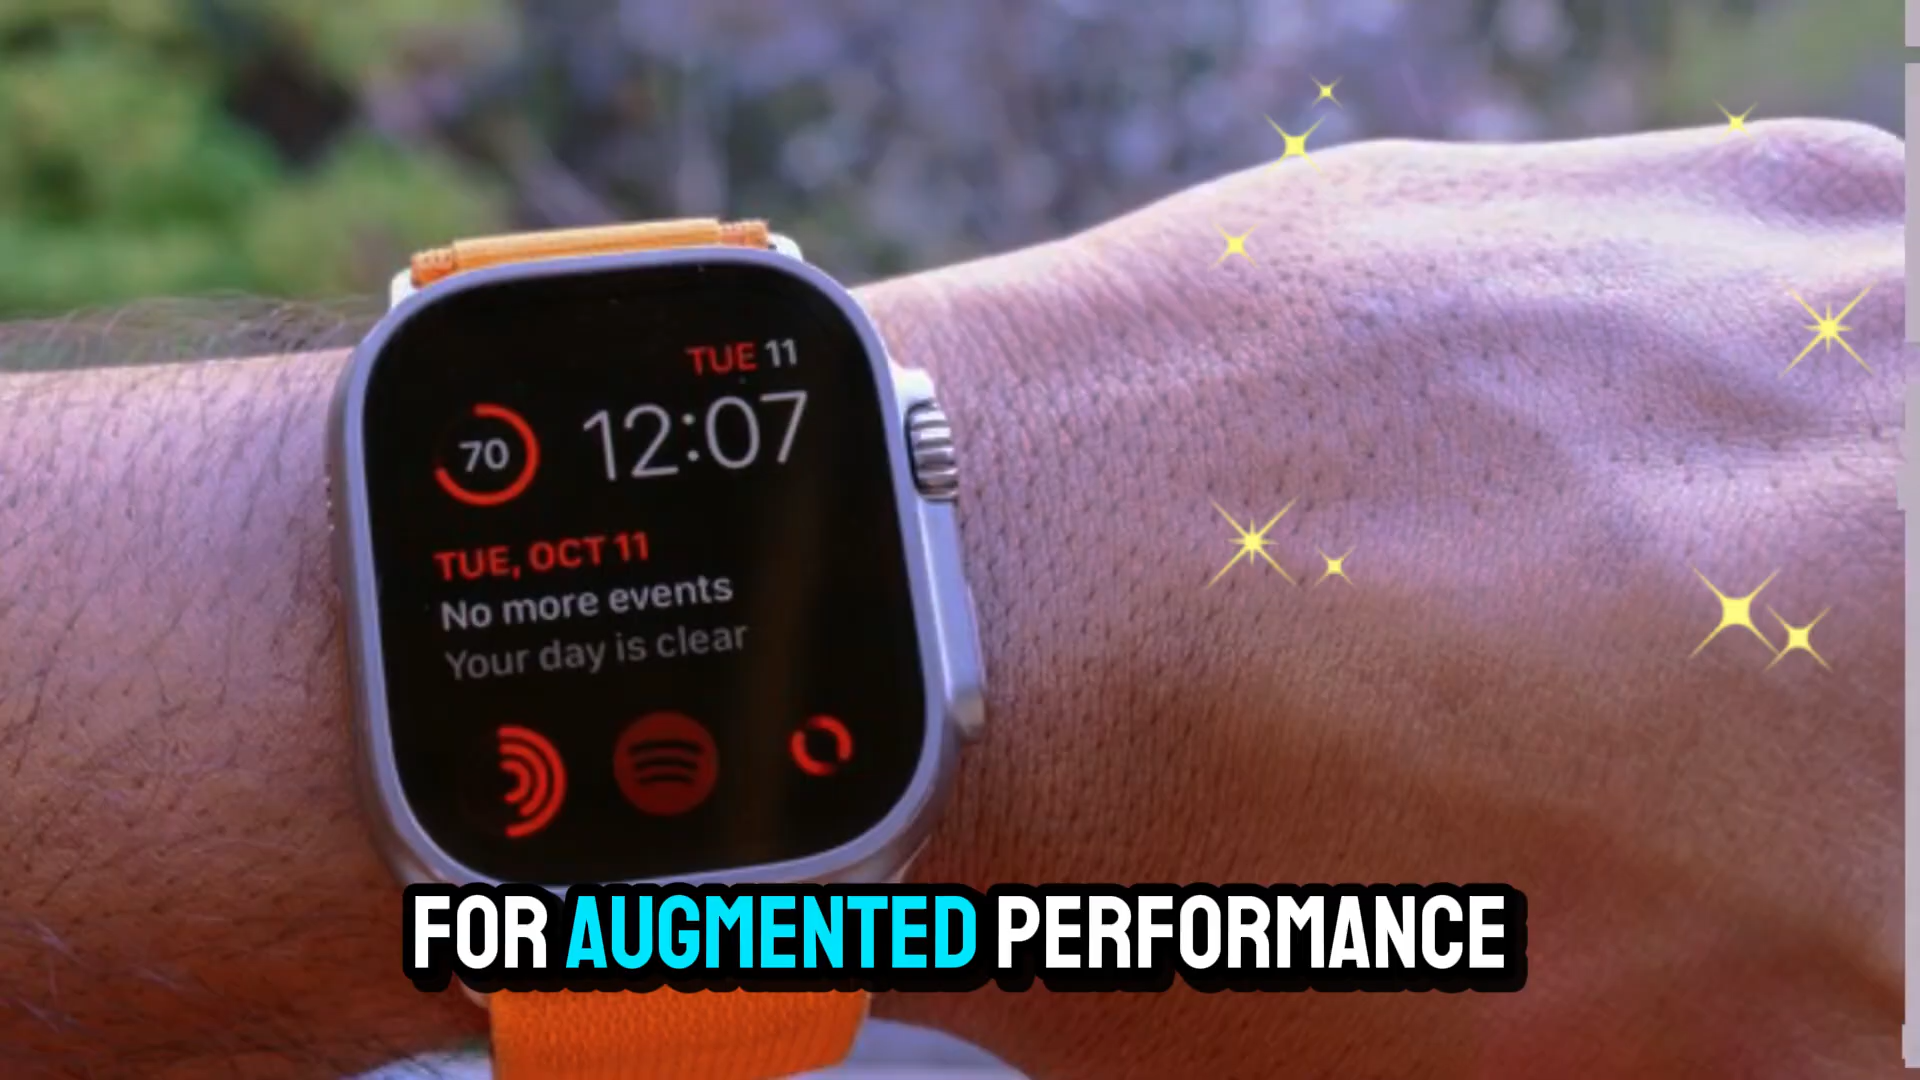 TUE 11
70
12:07
TUE, OCT 11
No more events
Your day is clear
FOR AUGMENTED PERFORMANCE